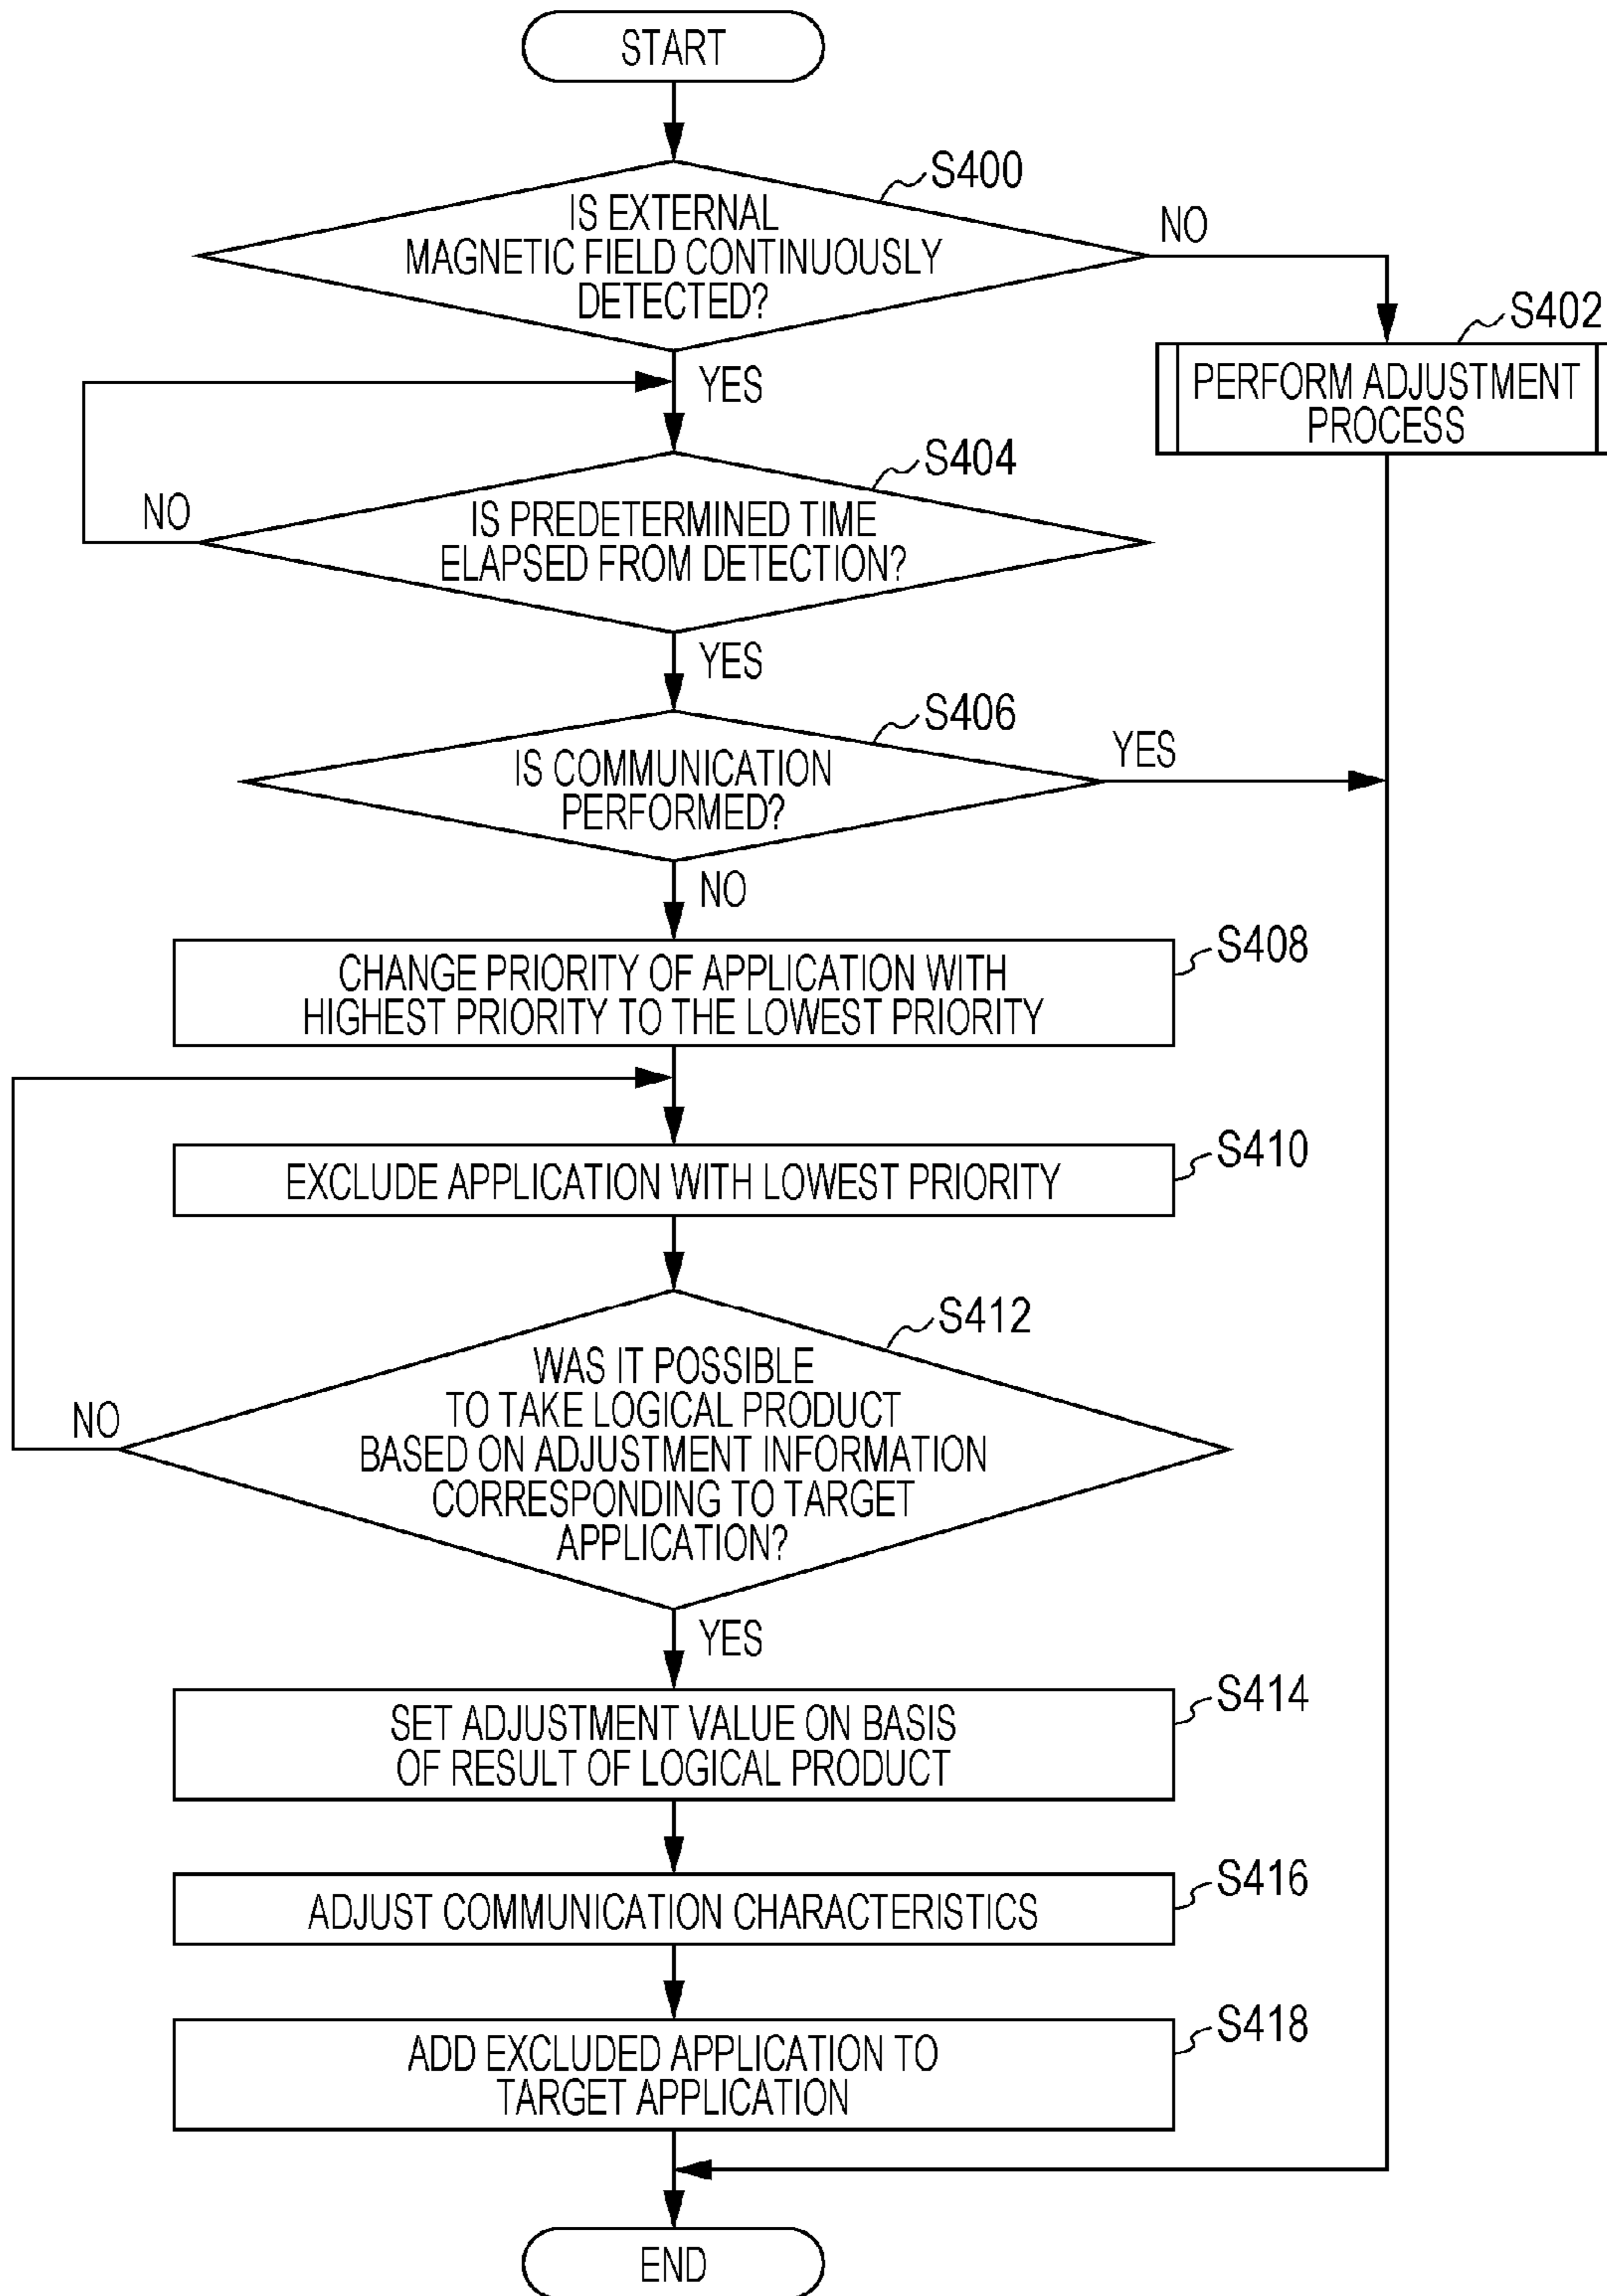 START
S400
IS EXTERNAL
MAGNETIC FIELD CONTINUOUSLY
DETECTED?
NO
S402
PERFORM ADJUSTMENT
PROCESS
YES
S404
IS PREDETERMINED TIME
ELAPSED FROM DETECTION?
NO
YES
S406
IS COMMUNICATION
PERFORMED?
YES
NO
S408
CHANGE PRIORITY OF APPLICATION WITH
HIGHEST PRIORITY TO THE LOWEST PRIORITY
S410
EXCLUDE APPLICATION WITH LOWEST PRIORITY
S412
WAS IT POSSIBLE
TO TAKE LOGICAL PRODUCT
BASED ON ADJUSTMENT INFORMATION
CORRESPONDING TO TARGET
APPLICATION?
NO
YES
S414
SET ADJUSTMENT VALUE ON BASIS
OF RESULT OF LOGICAL PRODUCT
S416
ADJUST COMMUNICATION CHARACTERISTICS
S418
ADD EXCLUDED APPLICATION TO
TARGET APPLICATION
END